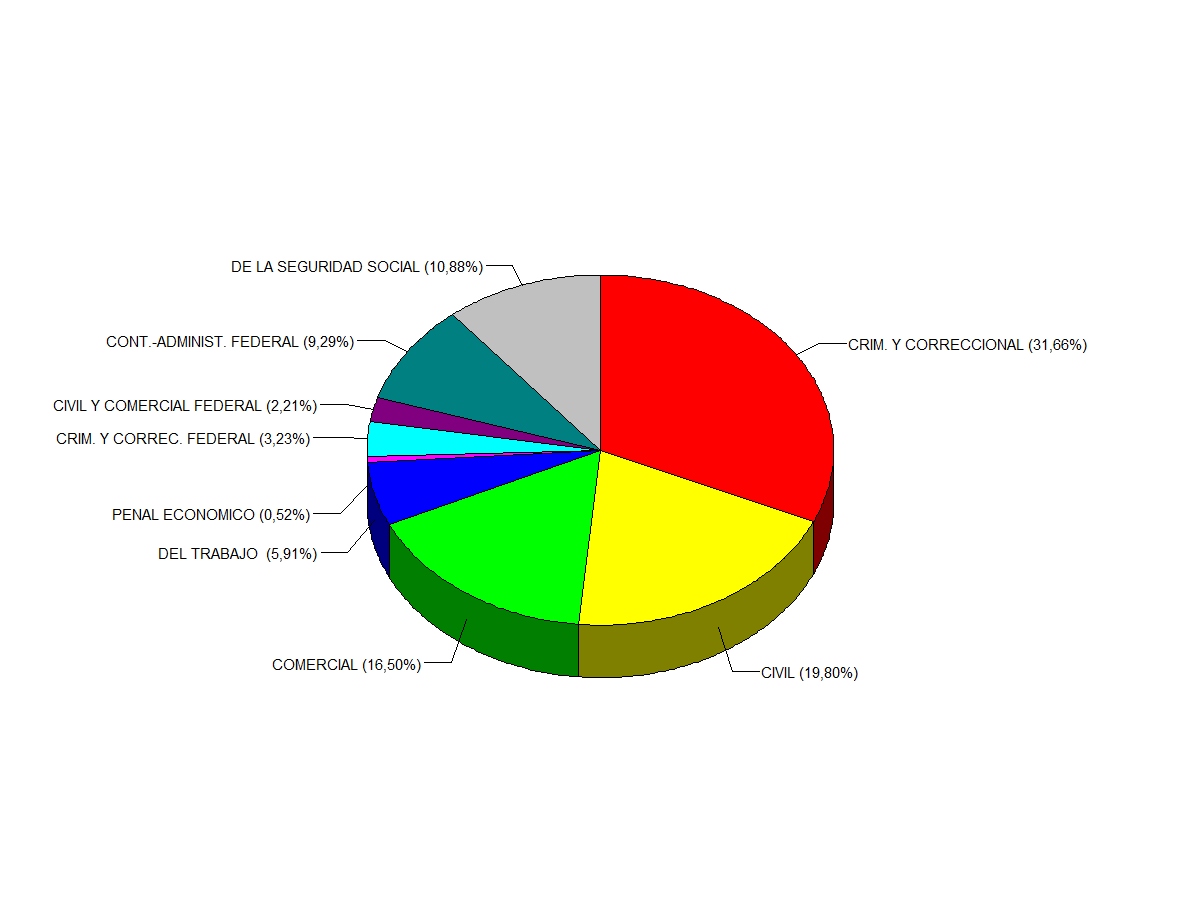 DE LA SEGURIDAD SOCIAL (10,88%)
CONT.-ADMINIST. FEDERAL (9,29%)
CRIM. Y CORRECCIONAL (31,66%)
CIVIL Y COMERCIAL FEDERAL (2,21%)
CRIM. Y CORREC. FEDERAL (3,23%)
PENAL ECONOMICO (0,52%)
DEL TRABAJO  (5,91%)
COMERCIAL (16,50%)
CIVIL (19,80%)